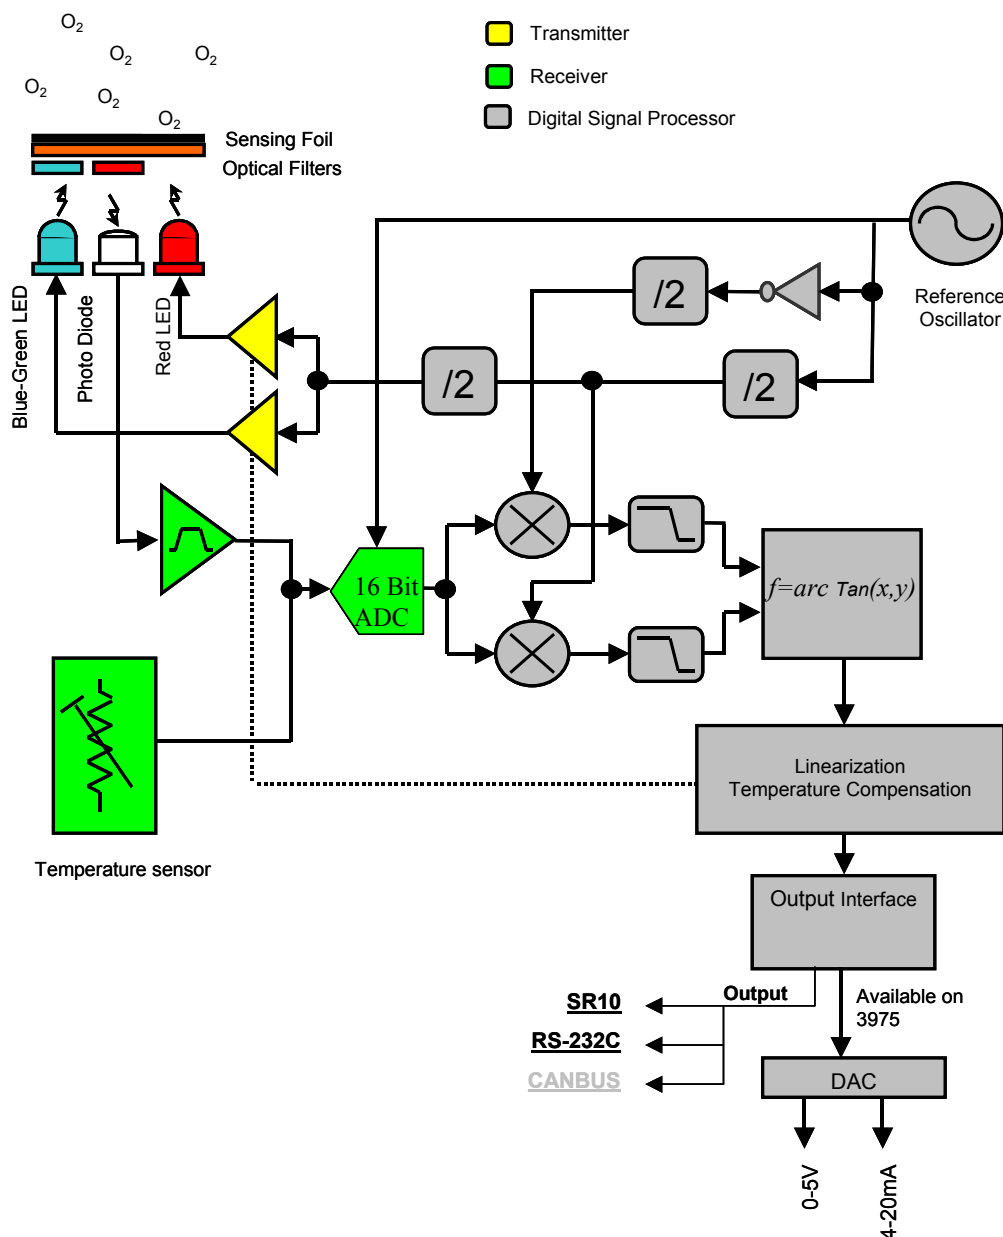 O2
O2
O2
O2
O2
O2
Transmitter
Receiver
Digital Signal Processor
Sensing Foil
Optical Filters
Blue-Green LED
Photo Diode
Red LED
/2
/2
/2
Reference
Oscillator
16 Bit
ADC
f=arc Tan(x,y)
Linearization
Temperature Compensation
Temperature sensor
Output Interface
Output
Available on
3975
SR10
RS-232C
CANBUS
DAC
0-5V
4-20mA